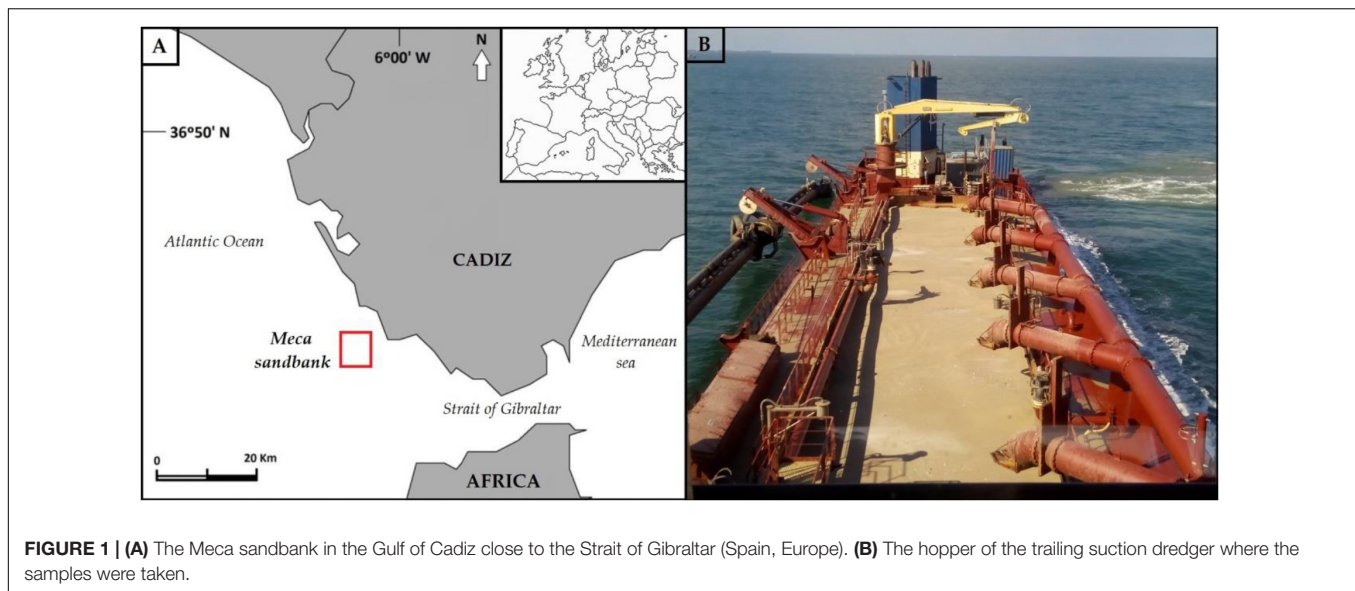 A
6º00' W
N
36º50' N
Atlantic Ocean
CADIZ
Meca
sandbank
Mediterranean
sea
Strait of Gibraltar
0
20 Km
AFRICA
B
FIGURE 1 | (A) The Meca sandbank in the Gulf of Cadiz close to the Strait of Gibraltar (Spain, Europe). (B) The hopper of the trailing suction dredger where the
samples were taken.